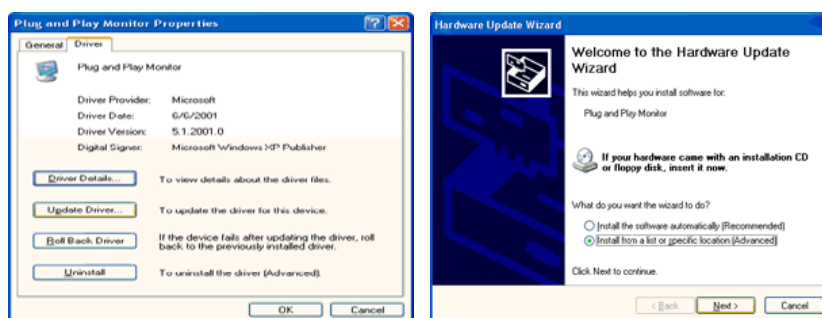 Plug and Play Monitor Properties
General Driver
Plug and Play Monitor
Driver Provider: Microsoft
Driver Date: 6/6/2001
Driver Version: 5.1.2001.0
Digital Signer: Microsoft Windows XP Publisher
Driver Details... To view details about the driver files.
Update Driver... To update the driver for this device.
Roll Back Driver If the device fails after updating the driver, roll
back to the previously installed driver.
Uninstall To uninstall the driver (Advanced).
OK Cancel
Hardware Update Wizard
Welcome to the Hardware Update
Wizard
This wizard helps you install software for:
Plug and Play Monitor
If your hardware came with an installation CD
or floppy disk, insert it now.
What do you want the wizard to do?
Install the software automatically (Recommended)
Install from a list or specific location (Advanced)
Click Next to continue.
< Back Next > Cancel